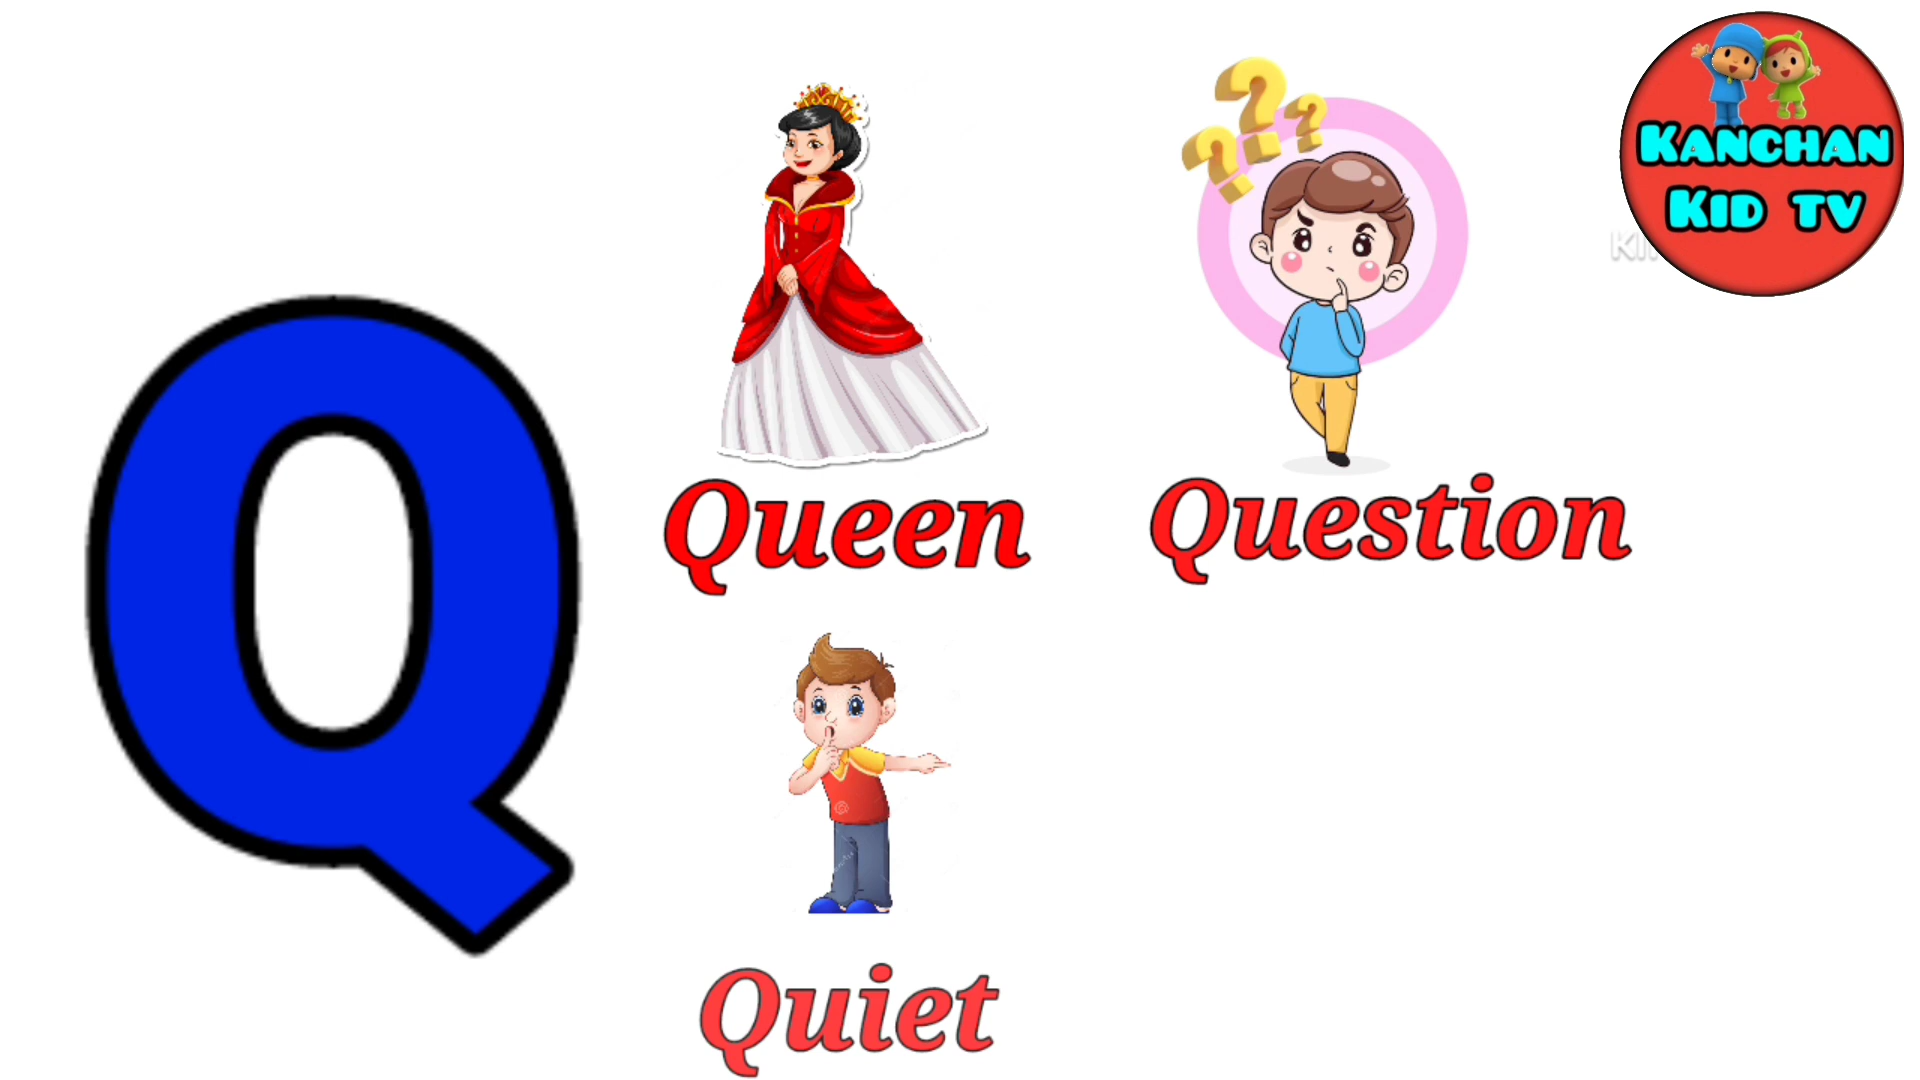 Q
Queen
Question
Quiet
KANCHAN
KID TV